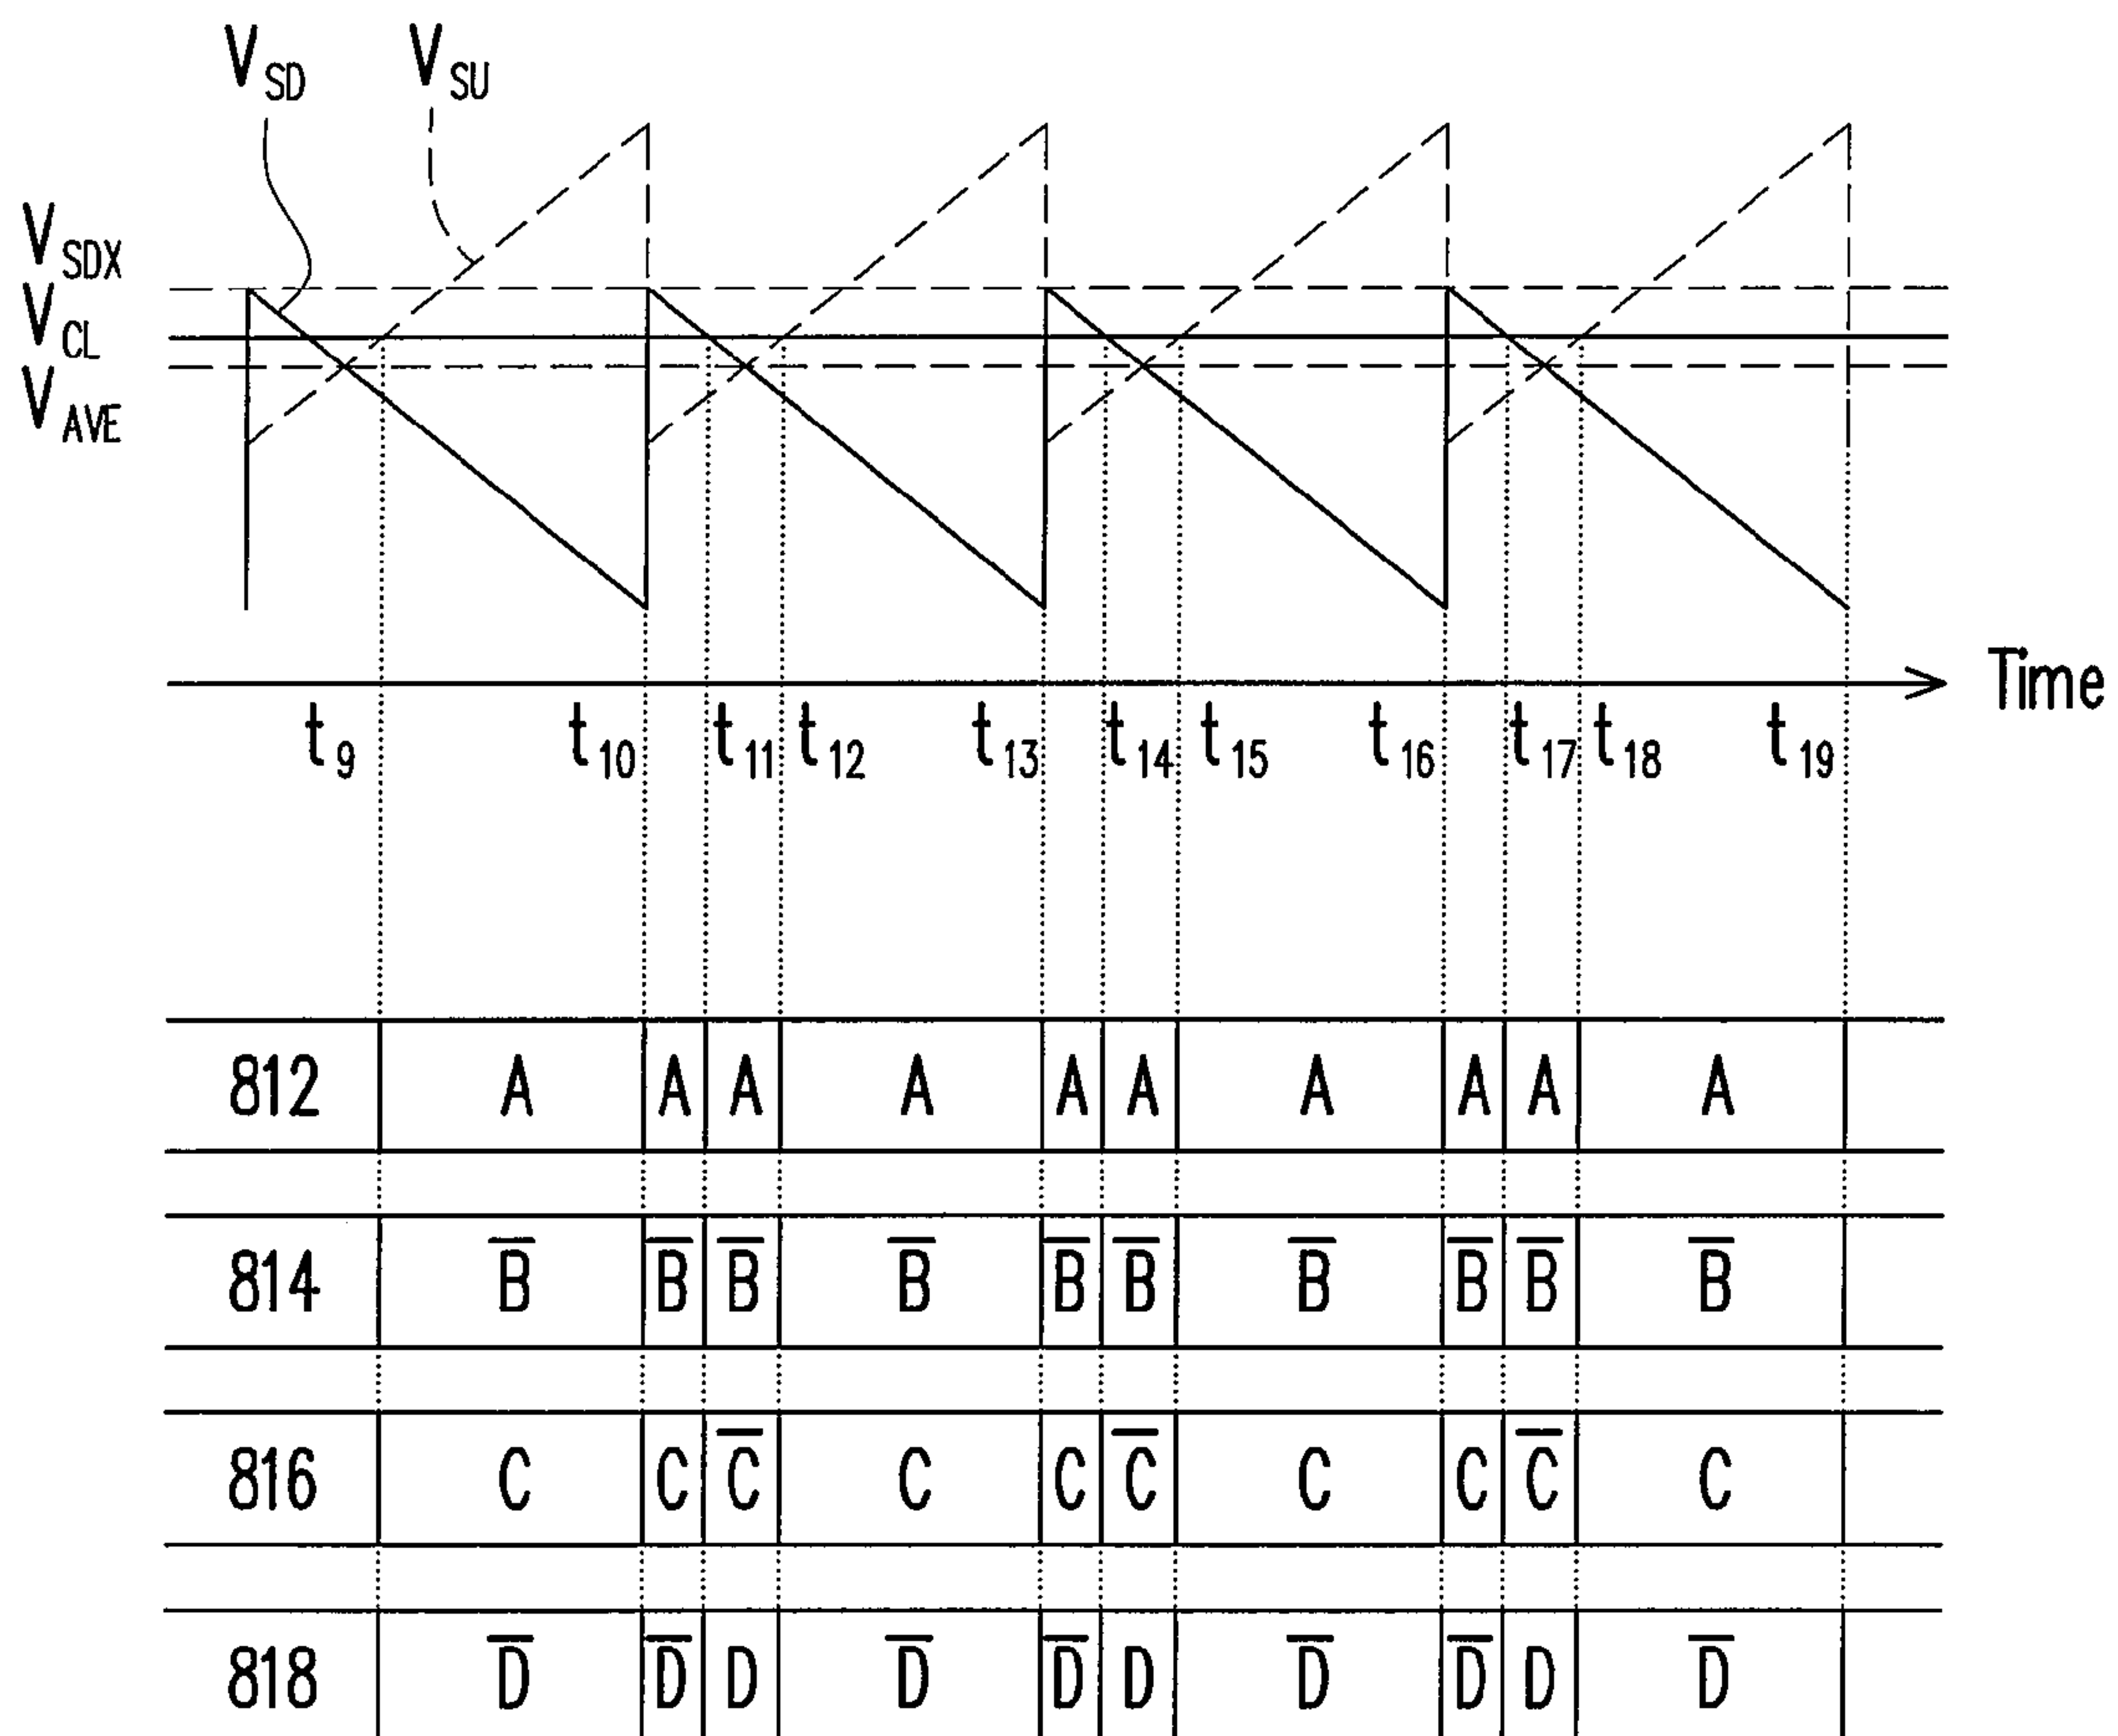 V_SD V_SU
V_SDX
V_CL
V_AVE
Time
t_9 t_10 t_11 t_12 t_13 t_14 t_15 t_16 t_17 t_18 t_19
812 A A A A A A A A A A
814 B̅ B̅ B̅ B̅ B̅ B̅ B̅ B̅ B̅ B̅
816 C C C̅ C C C̅ C C C̅ C
818 D̅ D̅ D D̅ D̅ D D̅ D̅ D D̅